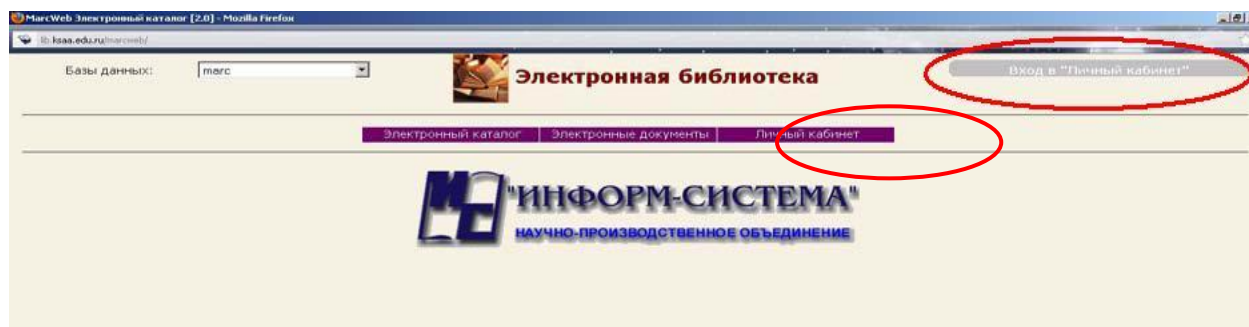 MarcWeb Электронный каталог [2.0] - Mozilla Firefox
lib.ksaa.edu.ru/marcweb/
Базы данных: marc Электронная библиотека Вход в "Личный кабинет"
Электронный каталог | Электронные документы | Личный кабинет
"ИНФОРМ-СИСТЕМА"
НАУЧНО-ПРОИЗВОДСТВЕННОЕ ОБЪЕДИНЕНИЕ